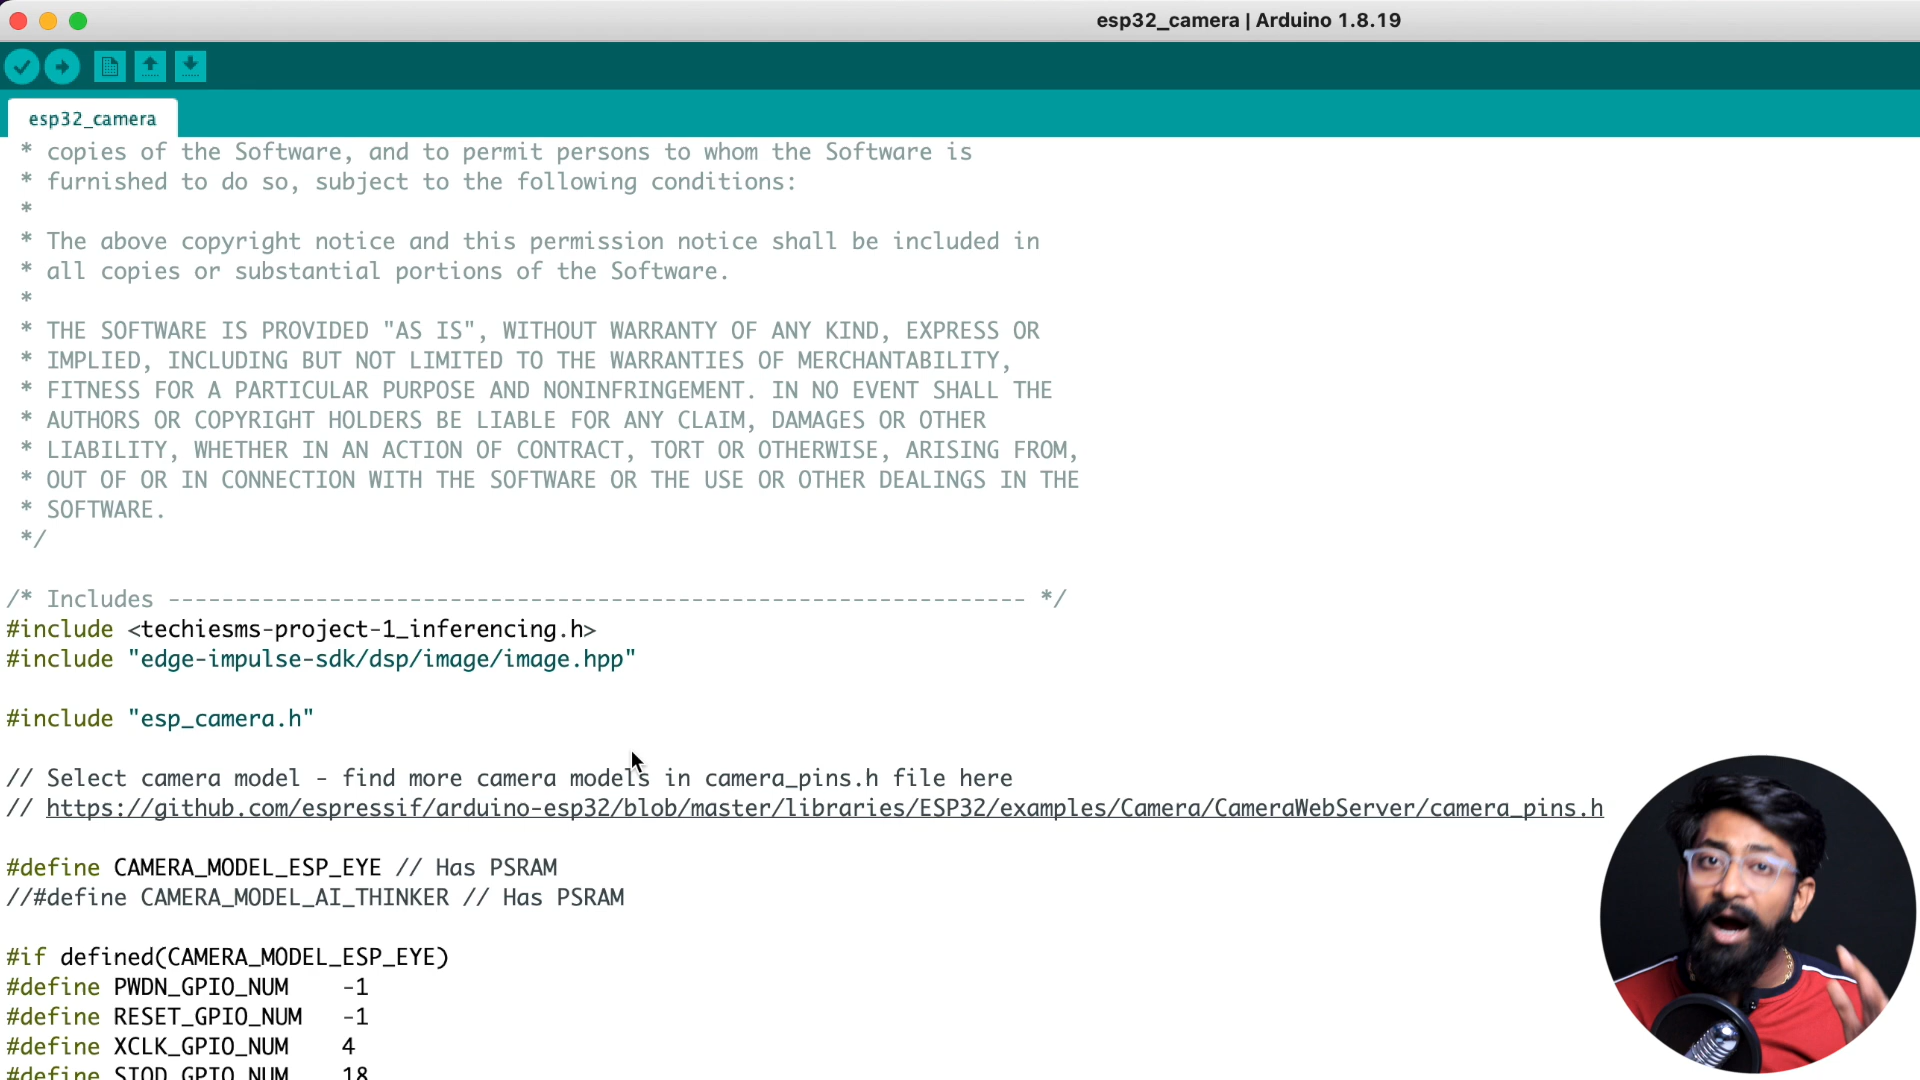 esp32_camera | Arduino 1.8.19
esp32_camera
* copies of the Software, and to permit persons to whom the Software is
* furnished to do so, subject to the following conditions:
*
* The above copyright notice and this permission notice shall be included in
* all copies or substantial portions of the Software.
*
* THE SOFTWARE IS PROVIDED "AS IS", WITHOUT WARRANTY OF ANY KIND, EXPRESS OR
* IMPLIED, INCLUDING BUT NOT LIMITED TO THE WARRANTIES OF MERCHANTABILITY,
* FITNESS FOR A PARTICULAR PURPOSE AND NONINFRINGEMENT. IN NO EVENT SHALL THE
* AUTHORS OR COPYRIGHT HOLDERS BE LIABLE FOR ANY CLAIM, DAMAGES OR OTHER
* LIABILITY, WHETHER IN AN ACTION OF CONTRACT, TORT OR OTHERWISE, ARISING FROM,
* OUT OF OR IN CONNECTION WITH THE SOFTWARE OR THE USE OR OTHER DEALINGS IN THE
* SOFTWARE.
*/
/* Includes ---------------------------------------------------------------- */
#include <techiesms-project-1_inferencing.h>
#include "edge-impulse-sdk/dsp/image/image.hpp"
#include "esp_camera.h"
// Select camera model - find more camera models in camera_pins.h file here
// https://github.com/espressif/arduino-esp32/blob/master/libraries/ESP32/examples/Camera/CameraWebServer/camera_pins.h
#define CAMERA_MODEL_ESP_EYE // Has PSRAM
//#define CAMERA_MODEL_AI_THINKER // Has PSRAM
#if defined(CAMERA_MODEL_ESP_EYE)
#define PWDN_GPIO_NUM    -1
#define RESET_GPIO_NUM   -1
#define XCLK_GPIO_NUM    4
#define SIOD_GPIO_NUM    18